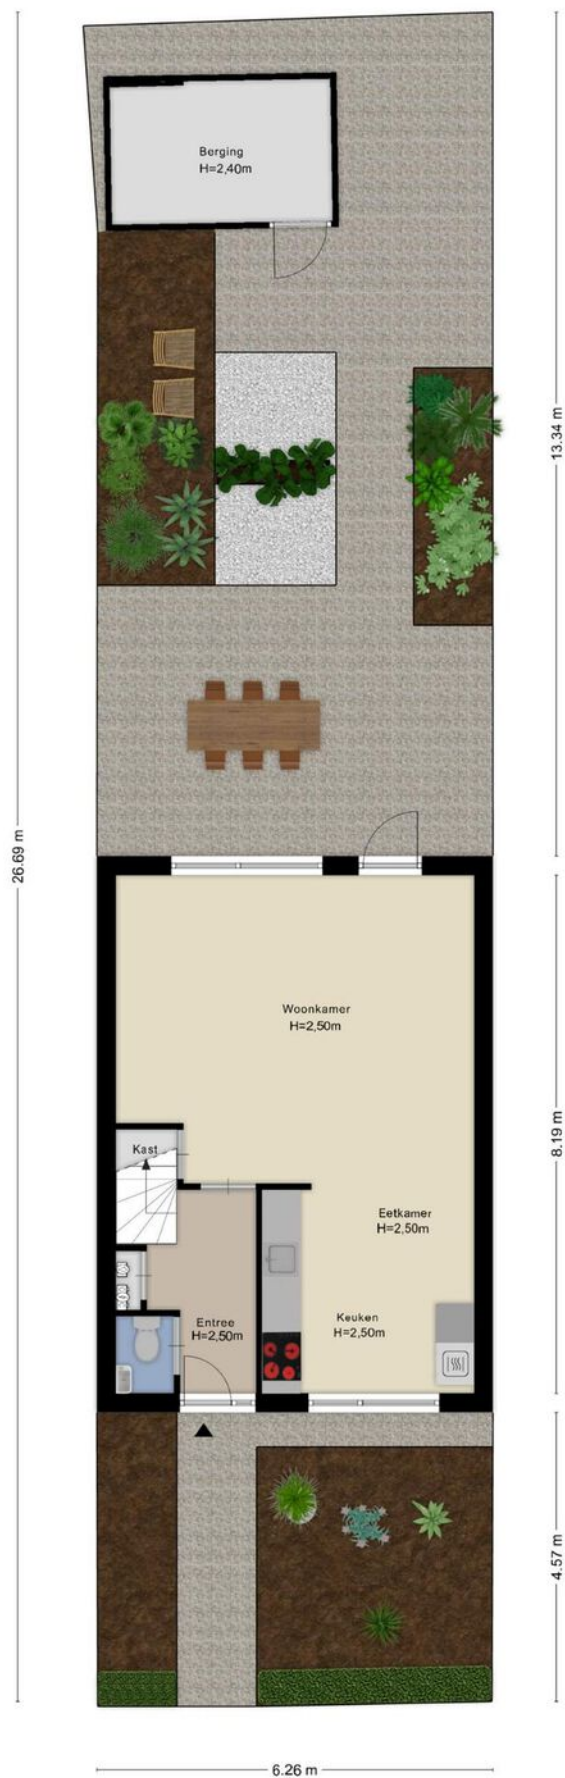 Berging
H=2,40m
13.34 m
26.69 m
Woonkamer
H=2,50m
Kast
8.19 m
Eetkamer
H=2,50m
Keuken
H=2,50m
Entree
H=2,50m
4.57 m
6.26 m